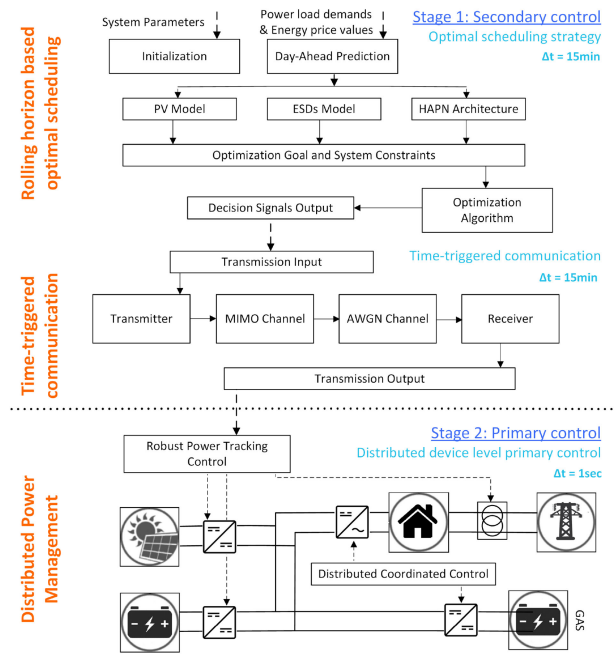 System Parameters
Power load demands
& Energy price values
Stage 1: Secondary control
Optimal scheduling strategy
Δt = 15min
Rolling horizon based
optimal scheduling
Initialization
Day-Ahead Prediction
PV Model
ESDs Model
HAPN Architecture
Optimization Goal and System Constraints
Decision Signals Output
Optimization
Algorithm
Time-triggered
communication
Transmission Input
Time-triggered communication
Δt = 15min
Transmitter
MIMO Channel
AWGN Channel
Receiver
Transmission Output
Stage 2: Primary control
Distributed device level primary control
Δt = 1sec
Distributed Power
Management
Robust Power Tracking
Control
Distributed Coordinated Control
GAS